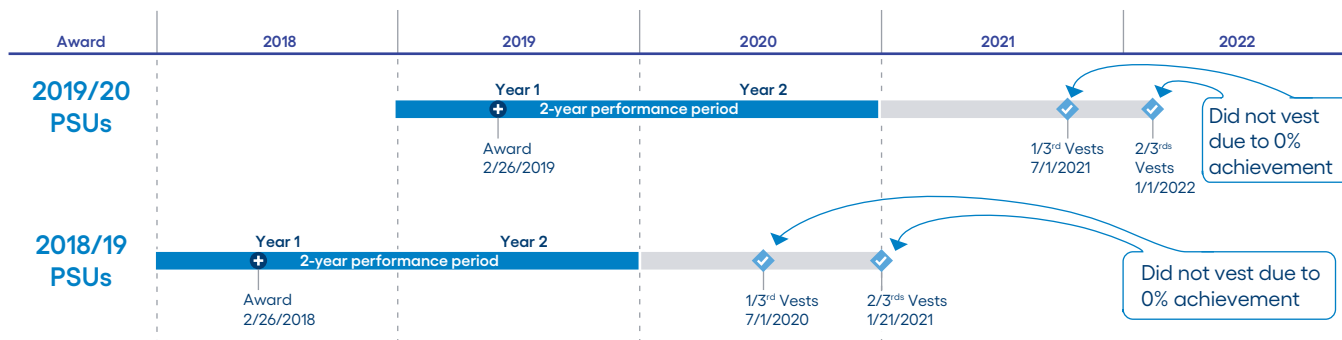 Award 2018 2019 2020 2021 2022
2019/20
PSUs
Year 1 Year 2
2-year performance period
Award
2/26/2019
1/3rd Vests
7/1/2021
2/3rds
Vests
1/1/2022
Did not vest
due to 0%
achievement
2018/19
PSUs
Year 1 Year 2
2-year performance period
Award
2/26/2018
1/3rd Vests
7/1/2020
2/3rds Vests
1/21/2021
Did not vest due to
0% achievement